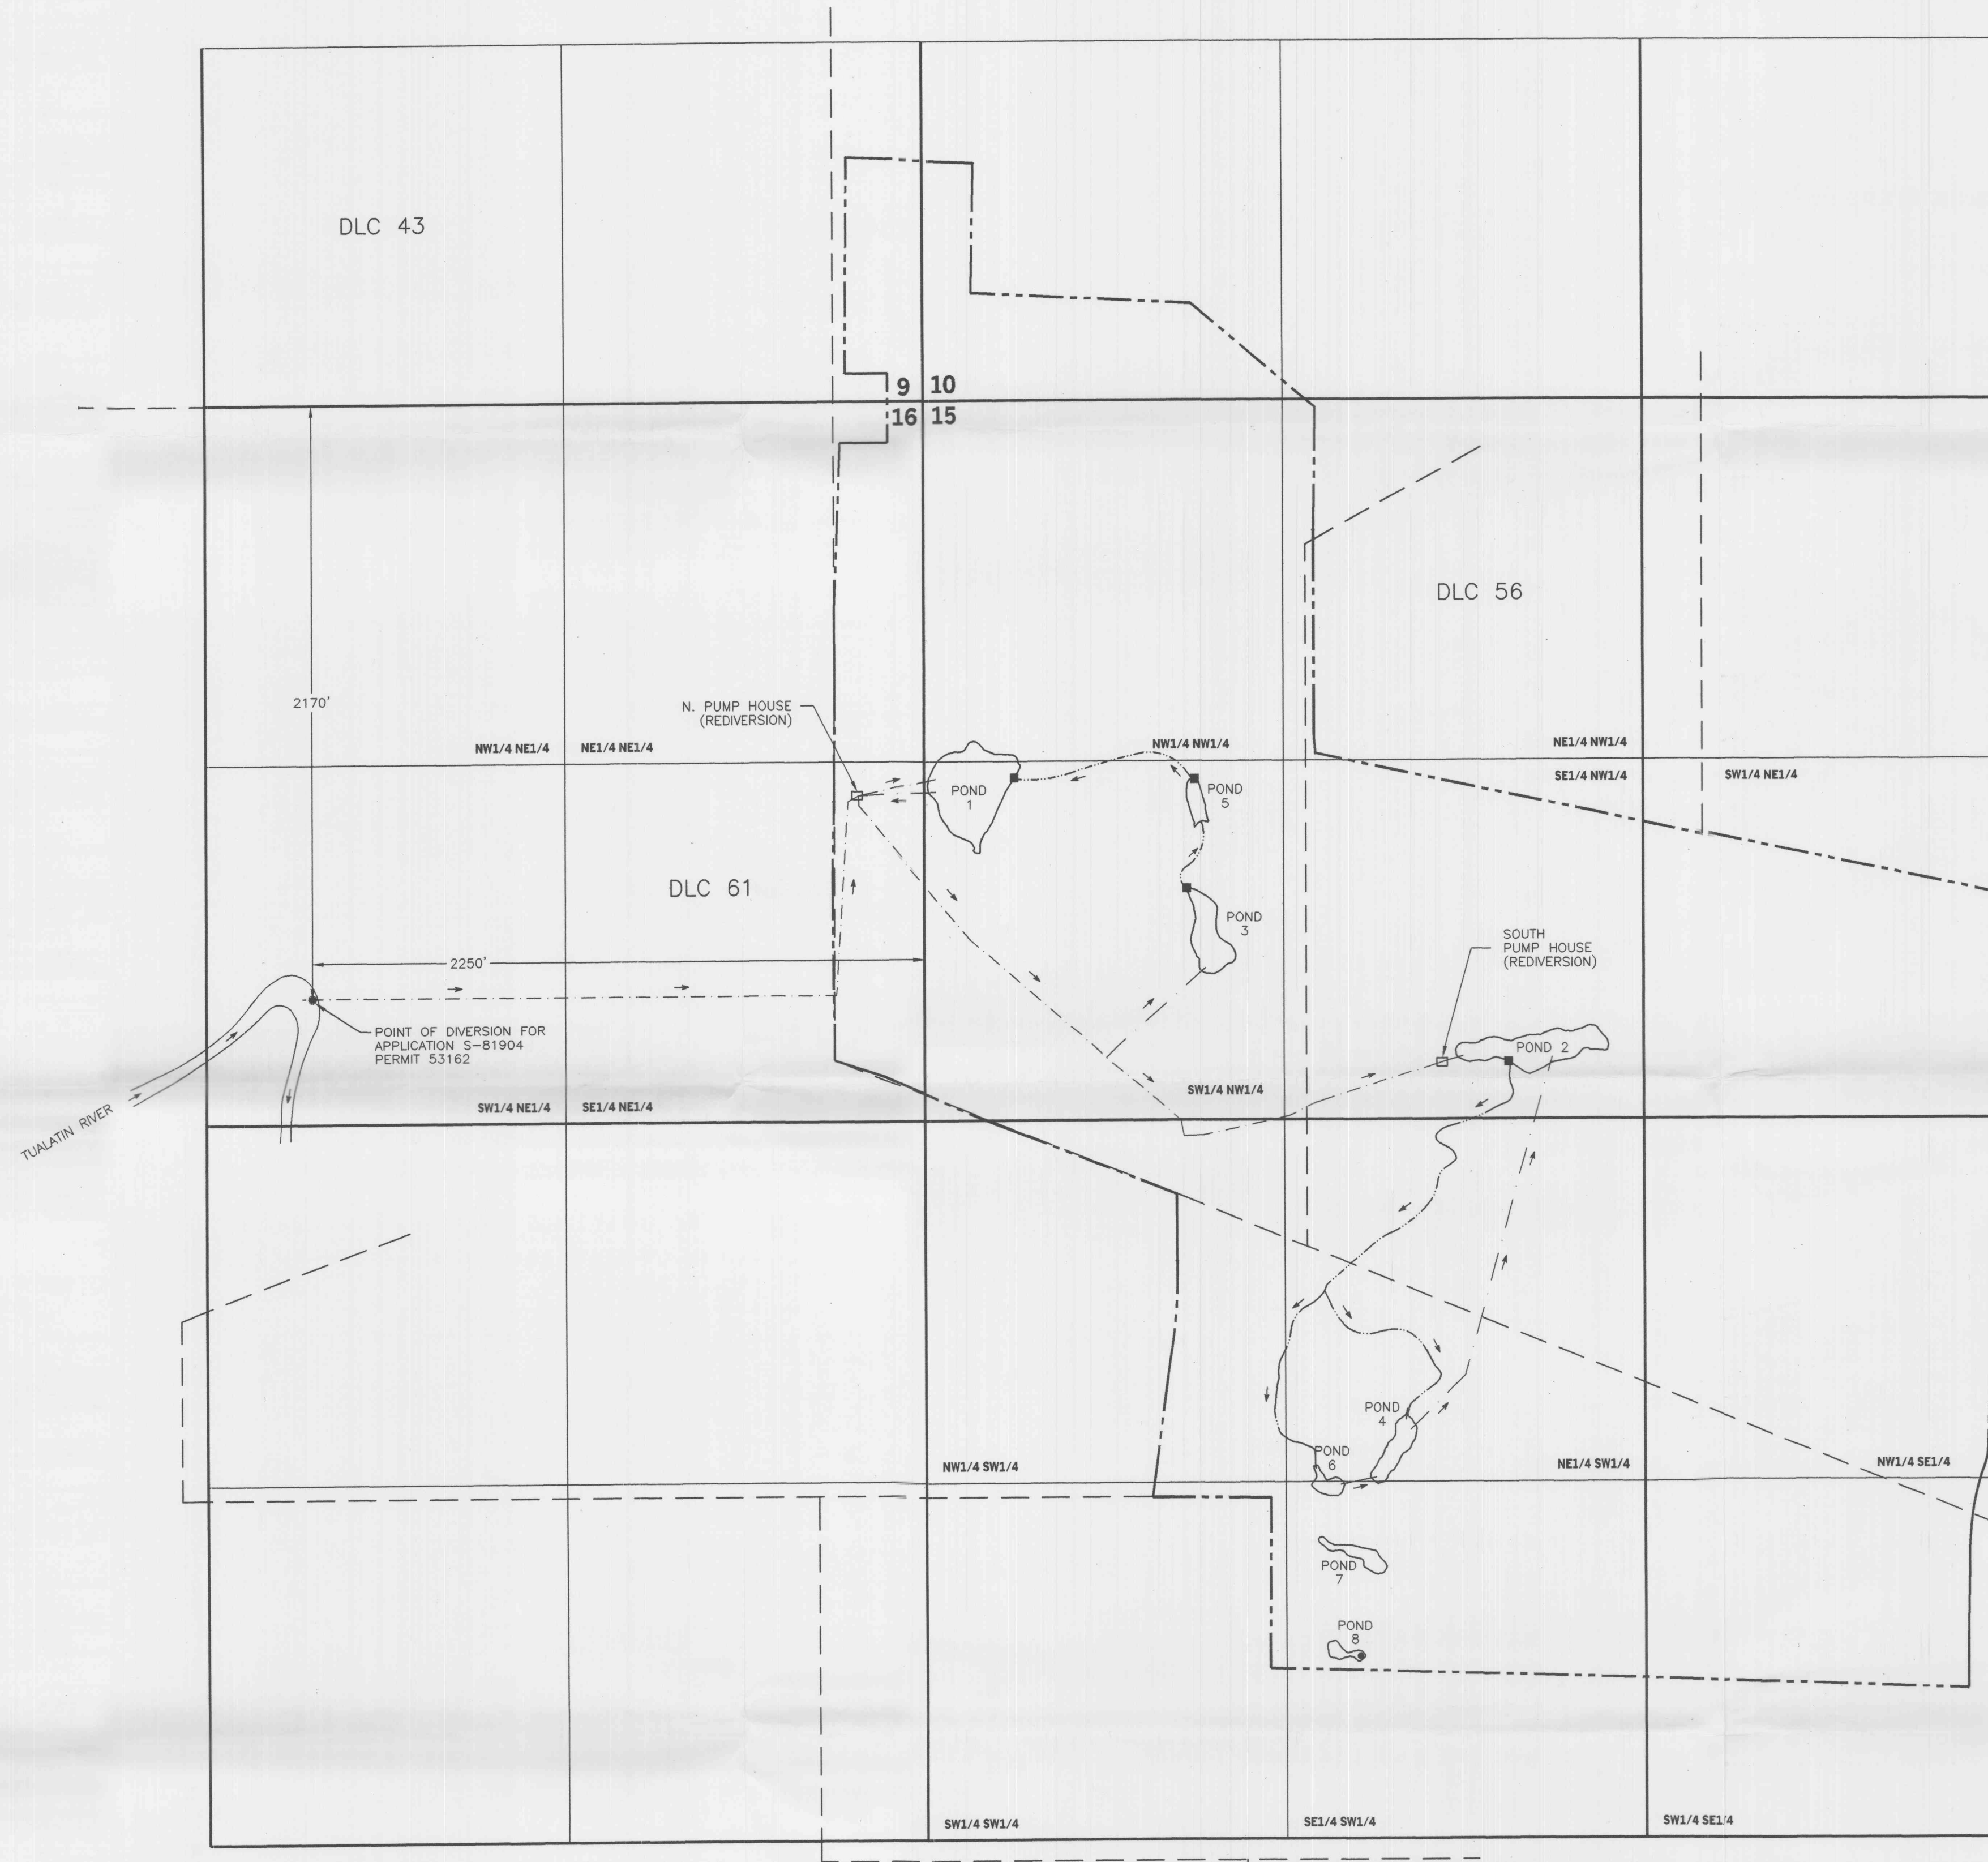 DLC 43
9 10
16 15
DLC 56
2170'
N. PUMP HOUSE
(REDIVERSION)
NW1/4 NE1/4
NE1/4 NE1/4
NW1/4 NW1/4
NE1/4 NW1/4
SE1/4 NW1/4
SW1/4 NE1/4
POND
1
POND
5
DLC 61
POND
3
SOUTH
PUMP HOUSE
(REDIVERSION)
2250'
POINT OF DIVERSION FOR
APPLICATION S-81904
PERMIT 53162
POND 2
TUALATIN RIVER
SW1/4 NE1/4
SE1/4 NE1/4
SW1/4 NW1/4
POND
4
POND
6
NW1/4 SW1/4
NE1/4 SW1/4
NW1/4 SE1/4
POND
7
POND
8
SW1/4 SW1/4
SE1/4 SW1/4
SW1/4 SE1/4